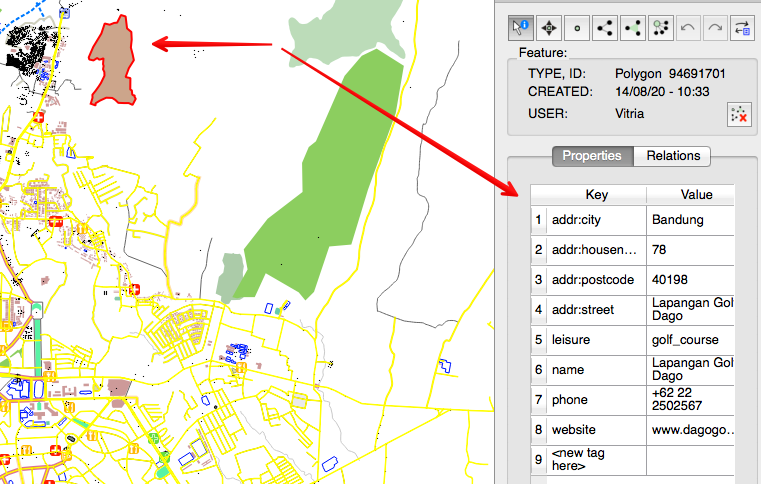 Feature:
TYPE, ID: Polygon 94691701
CREATED: 14/08/20 - 10:33
USER: Vitria
Properties Relations
Key Value
1 addr:city Bandung
2 addr:housen... 78
3 addr:postcode 40198
4 addr:street Lapangan Gol
Dago
5 leisure golf_course
6 name Lapangan Gol
Dago
7 phone +62 22
2502567
8 website www.dagogo...
9 <new tag
here>